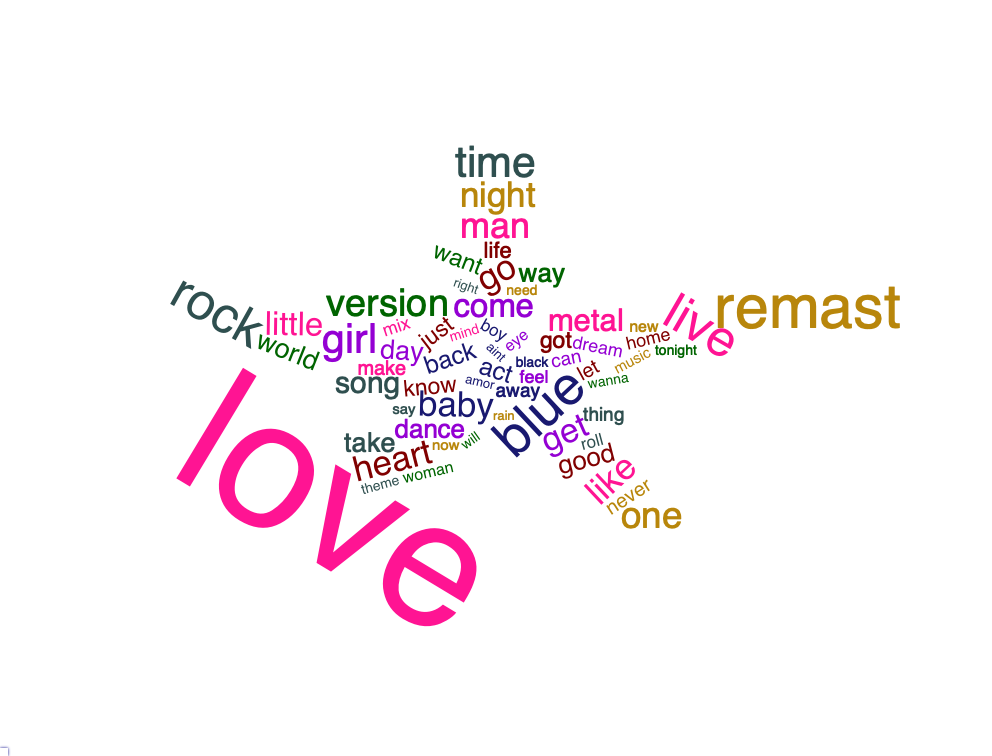 time
night
man
life
want
go
way
right
need
rock
version
come
remast
live
little
world
girl
mix
just
mind
boy
metal
new
home
tonight
got
dream
music
eye
aint
day
back
black
can
let
make
act
feel
wanna
song
know
amor
away
blue
say
baby
rain
thing
get
dance
take
now
will
roll
heart
good
theme
woman
like
never
one
love